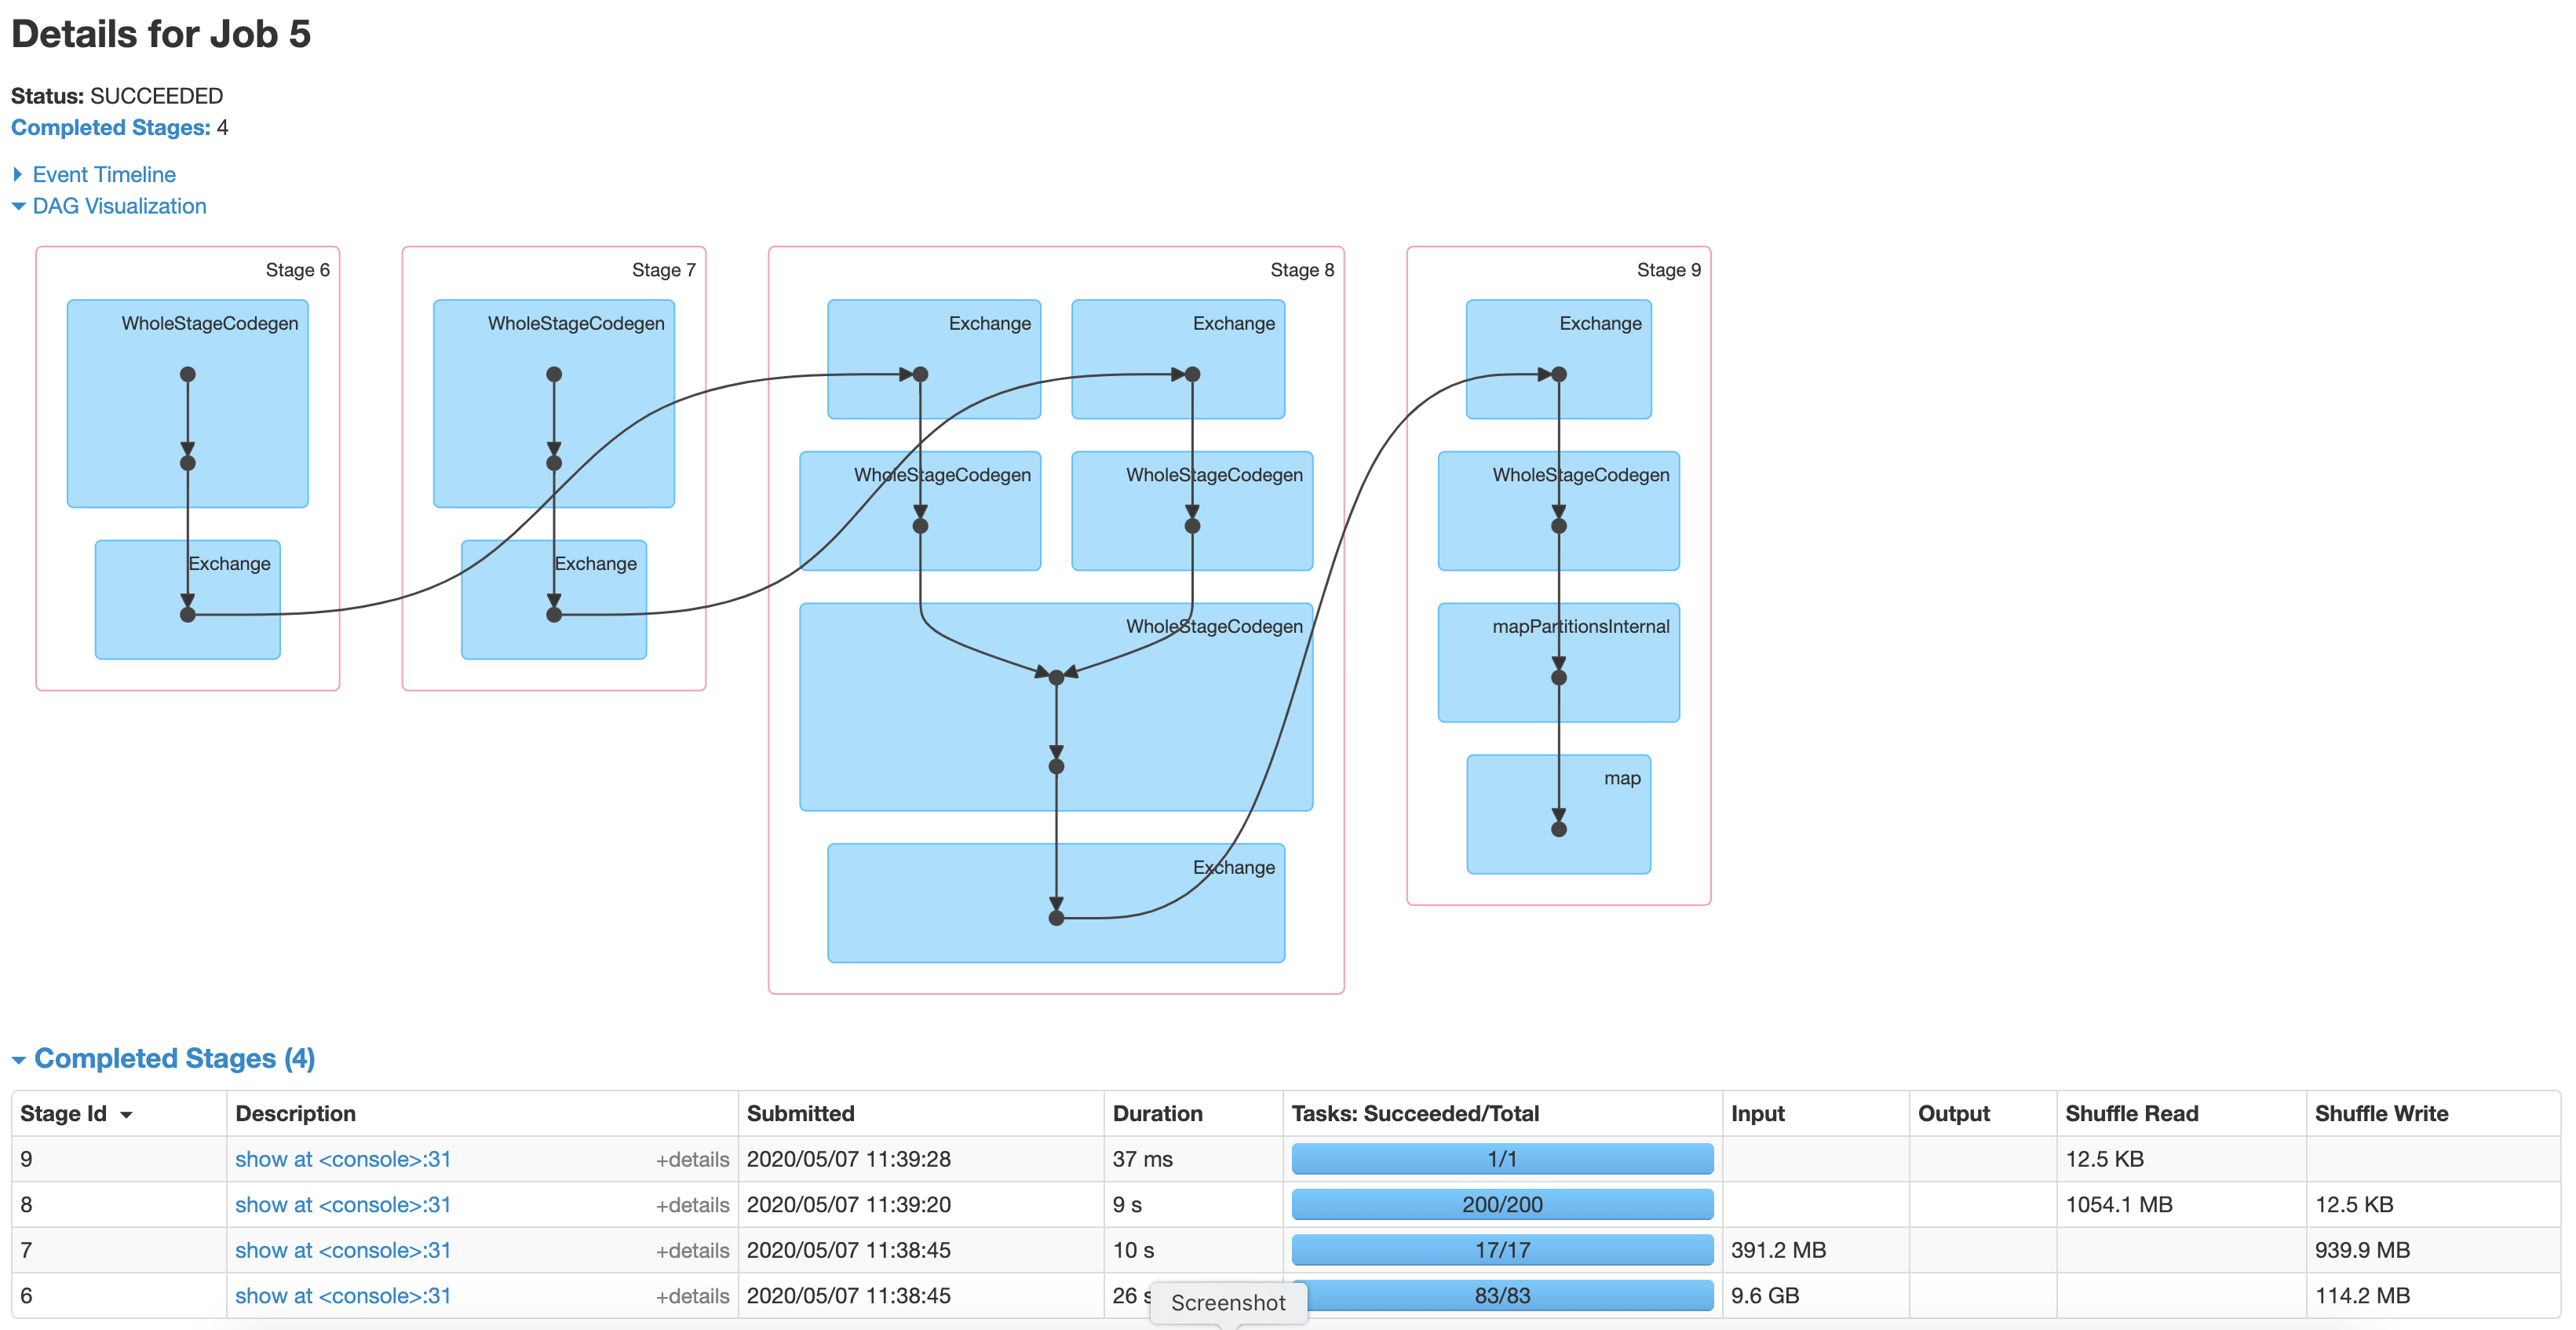 Details for Job 5
Status: SUCCEEDED
Completed Stages: 4
Event Timeline
DAG Visualization
Stage 6
WholeStageCodegen
Exchange
Stage 7
WholeStageCodegen
Exchange
Stage 8
Exchange
Exchange
WholeStageCodegen
WholeStageCodegen
WholeStageCodegen
Exchange
Stage 9
Exchange
WholeStageCodegen
mapPartitionsInternal
map
Completed Stages (4)
Stage Id Description Submitted Duration Tasks: Succeeded/Total Input Output Shuffle Read Shuffle Write
9 show at <console>:31 +details 2020/05/07 11:39:28 37 ms 1/1 12.5 KB
8 show at <console>:31 +details 2020/05/07 11:39:20 9 s 200/200 1054.1 MB 12.5 KB
7 show at <console>:31 +details 2020/05/07 11:38:45 10 s 17/17 391.2 MB 939.9 MB
6 show at <console>:31 +details 2020/05/07 11:38:45 26 s 83/83 9.6 GB 114.2 MB
Screenshot